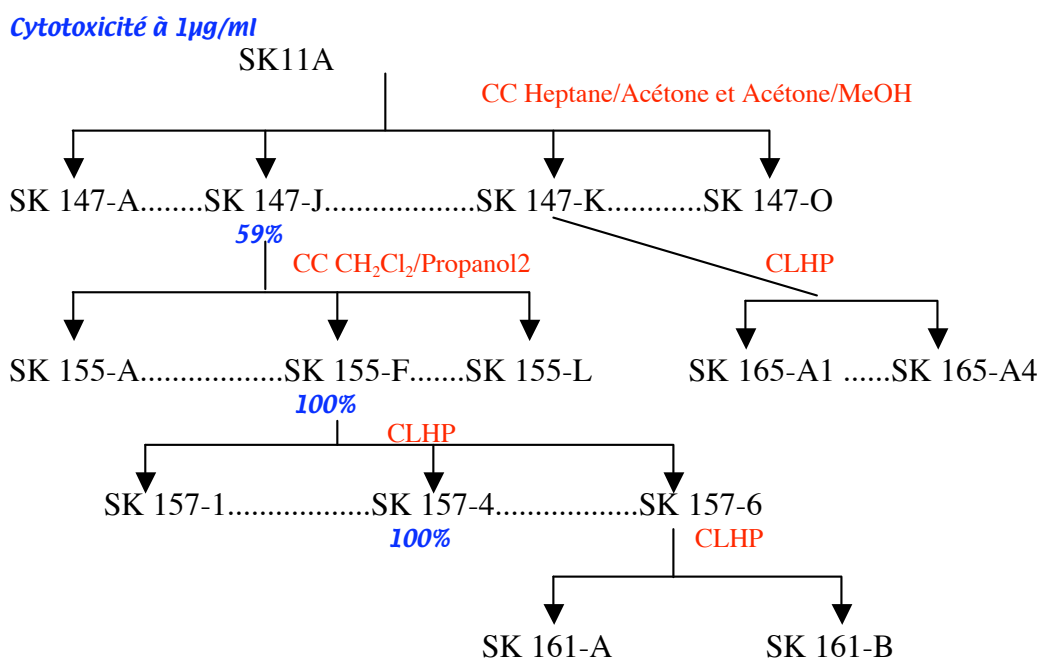 Cytotoxicité à 1µg/ml
SK11A
CC Heptane/Acétone et Acétone/MeOH
SK 147-A........SK 147-J...................SK 147-K............SK 147-O
59%
CC CH₂Cl₂/Propanol2
CLHP
SK 155-A..................SK 155-F......SK 155-L
SK 165-A1 ......SK 165-A4
100%
CLHP
SK 157-1..................SK 157-4..................SK 157-6
100%
CLHP
SK 161-A
SK 161-B